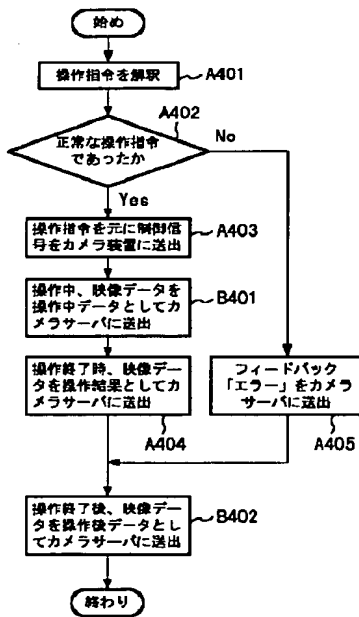 始め
操作指令を解釈
A401
A402
正常な操作指令
であったか
No
Yes
操作指令を元に制御信
号をカメラ装置に送出
A403
操作中、映像データを
操作中データとしてカ
メラサーバに送出
B401
操作終了時、映像デー
タを操作結果としてカ
メラサーバに送出
A404
フィードバック
「エラー」をカメラ
サーバに送出
A405
操作終了後、映像デー
タを操作後データとし
てカメラサーバに送出
B402
終わり